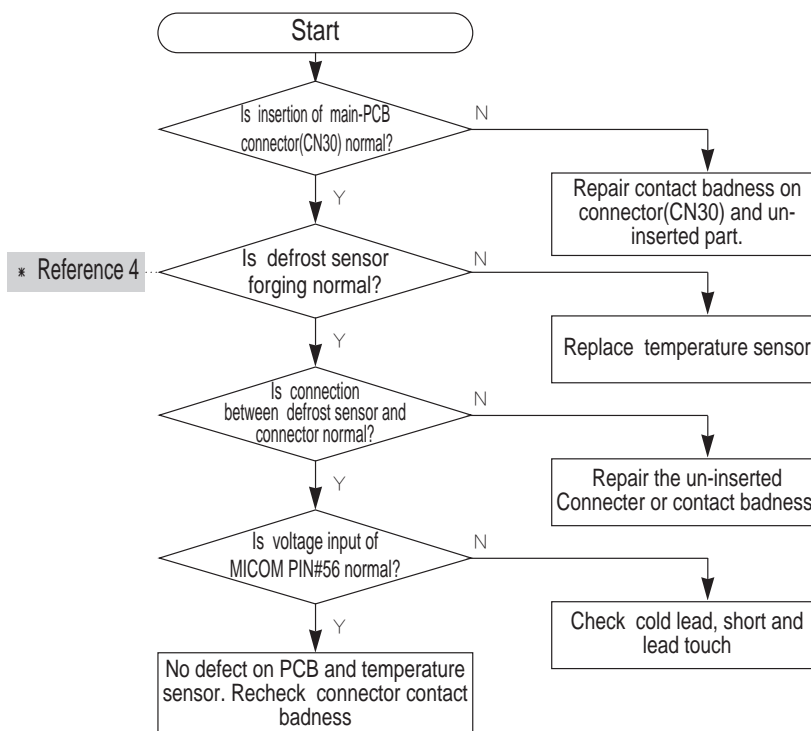 Start
Is insertion of main-PCB
connector(CN30) normal?
N
Repair contact badness on
connector(CN30) and un-
inserted part.
Y
* Reference 4
Is defrost sensor
forging normal?
N
Replace temperature sensor
Y
Is connection
between defrost sensor and
connector normal?
N
Repair the un-inserted
Connecter or contact badness
Y
Is voltage input of
MICOM PIN#56 normal?
N
Check cold lead, short and
lead touch
Y
No defect on PCB and temperature
sensor. Recheck connector contact
badness